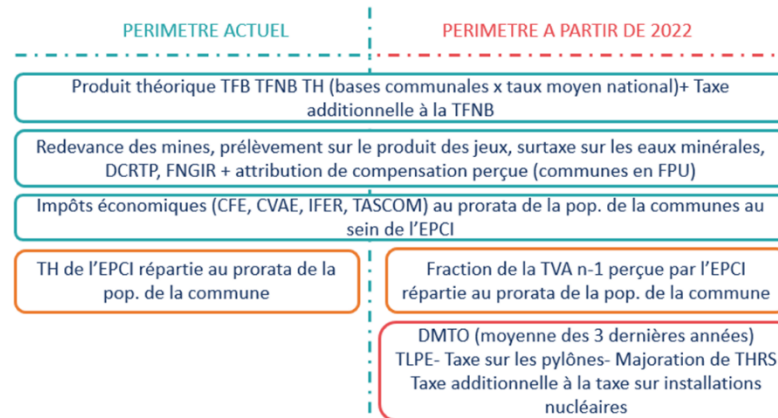 PERIMETRE ACTUEL
PERIMETRE A PARTIR DE 2022
Produit théorique TFB TFNB TH (bases communales x taux moyen national)+ Taxe
additionnelle à la TFNB
Redevance des mines, prélèvement sur le produit des jeux, surtaxe sur les eaux minérales,
DCRTP, FNGIR + attribution de compensation perçue (communes en FPU)
Impôts économiques (CFE, CVAE, IFER, TASCOM) au prorata de la pop. de la communes au
sein de l'EPCI
TH de l'EPCI répartie au prorata de la
pop. de la commune
Fraction de la TVA n-1 perçue par l'EPCI
répartie au prorata de la pop. de la commune
DMTO (moyenne des 3 dernières années)
TLPE- Taxe sur les pylônes- Majoration de THRS
Taxe additionnelle à la taxe sur installations
nucléaires